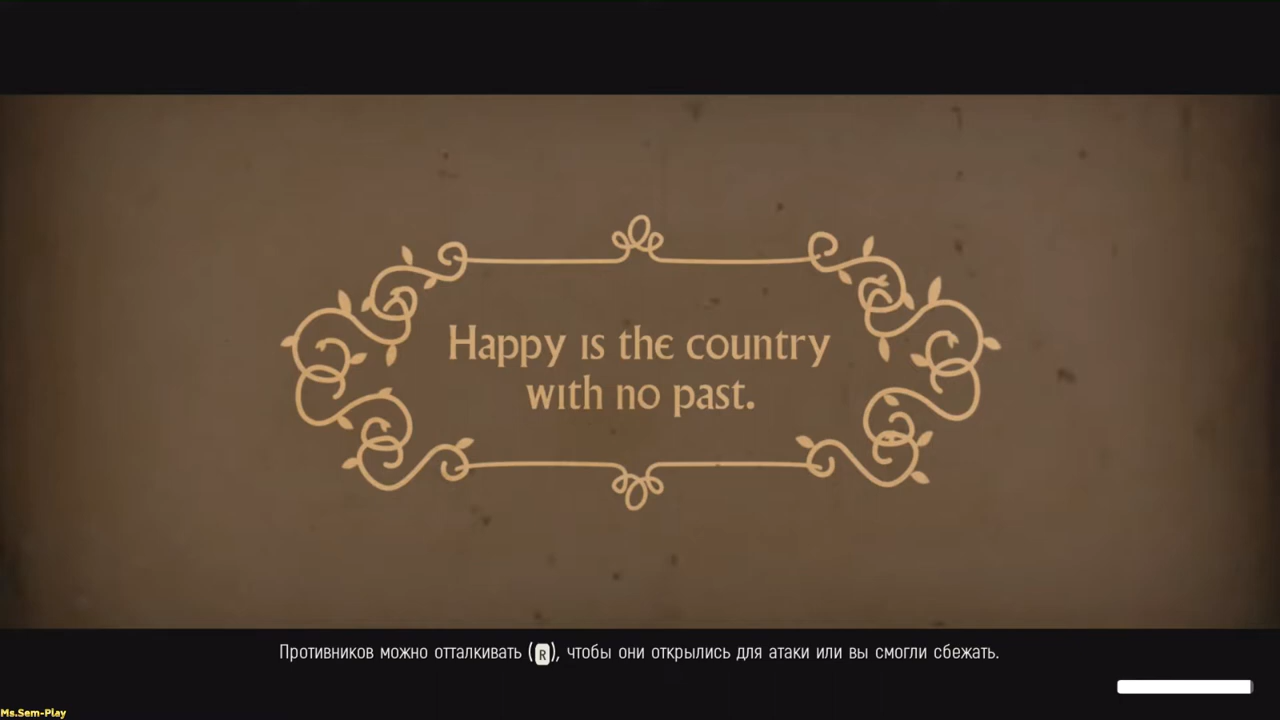 Happy is the country
with no past.
Противников можно отталкивать (R), чтобы они открылись для атаки или вы смогли сбежать.
Ms.Sem-Play